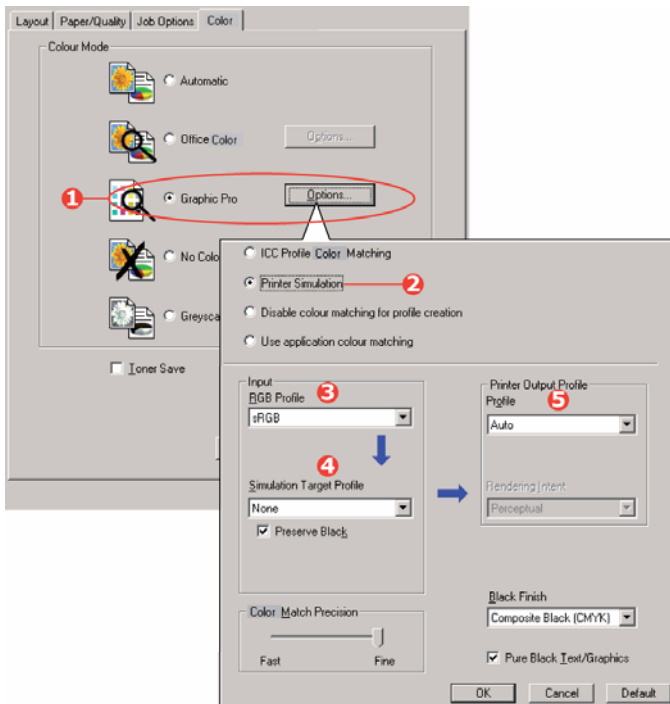 Layout Paper/Quality Job Options Color
Colour Mode
Automatic
Office Color Options...
1 Graphic Pro Options...
No Colo
Greysca
Toner Save
ICC Profile Color Matching
Printer Simulation 2
Disable colour matching for profile creation
Use application colour matching
Input
RGB Profile 3
sRGB
4
Simulation Target Profile
None
Preserve Black
Printer Output Profile
Profile 5
Auto
Rendering Intent
Perceptual
Color Match Precision
Fast Fine
Black Finish
Composite Black (CMYK)
Pure Black Text/Graphics
OK Cancel Default